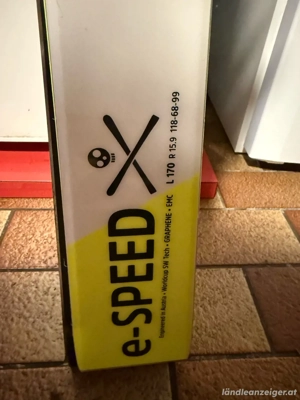 L 170 R 15.9 118-68-99
e-SPEED
Engineered in Austria • Worldcup SW Tech • GRAPHENE • EMC
ländleanzeiger.at